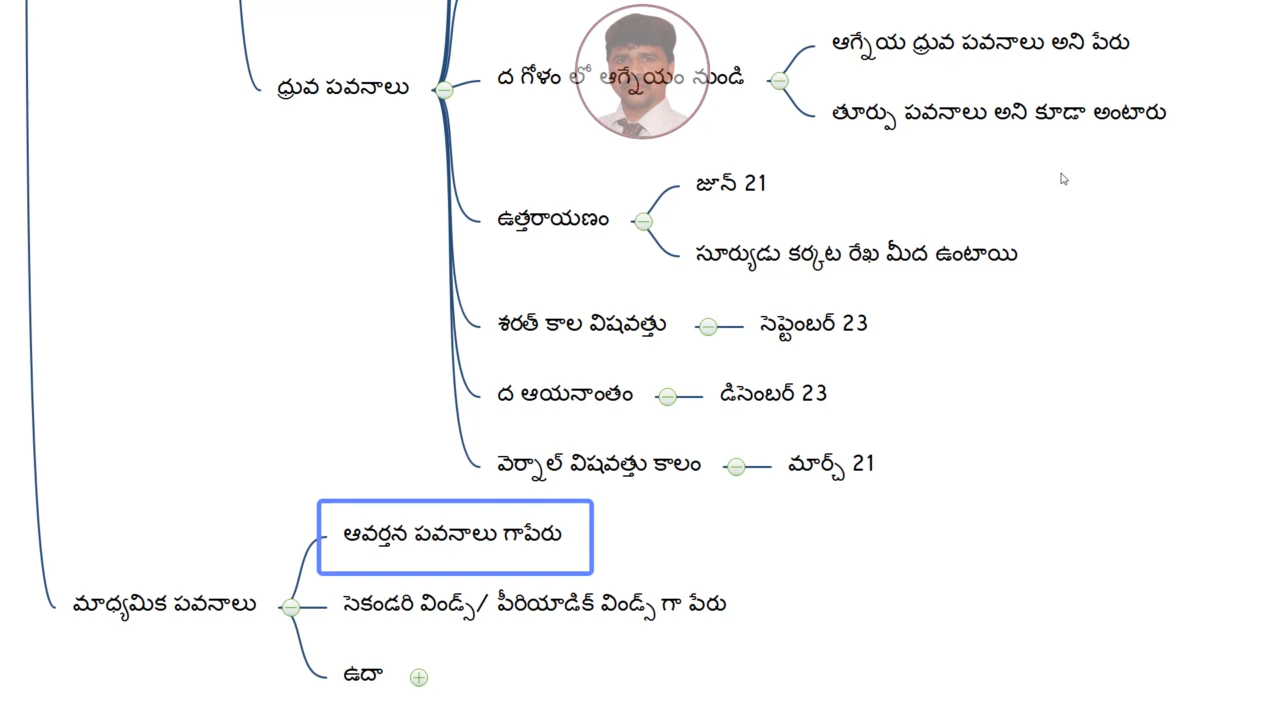 ధ్రువ పవనాలు
ద గోళం లో ఆగ్నేయం నుండి
ఆగ్నేయ ధ్రువ పవనాలు అని పేరు
తూర్పు పవనాలు అని కూడా అంటారు
ఉత్తరాయణం
జూన్ 21
సూర్యుడు కర్కట రేఖ మీద ఉంటాయి
శరత్ కాల విషవత్తు
సెప్టెంబర్ 23
ద ఆయనాంతం
డిసెంబర్ 23
వెర్నాల్ విషవత్తు కాలం
మార్చ్ 21
మాధ్యమిక పవనాలు
ఆవర్తన పవనాలు గాపేరు
సెకండరి విండ్స్/ పీరియాడిక్ విండ్స్ గా పేరు
ఉదా